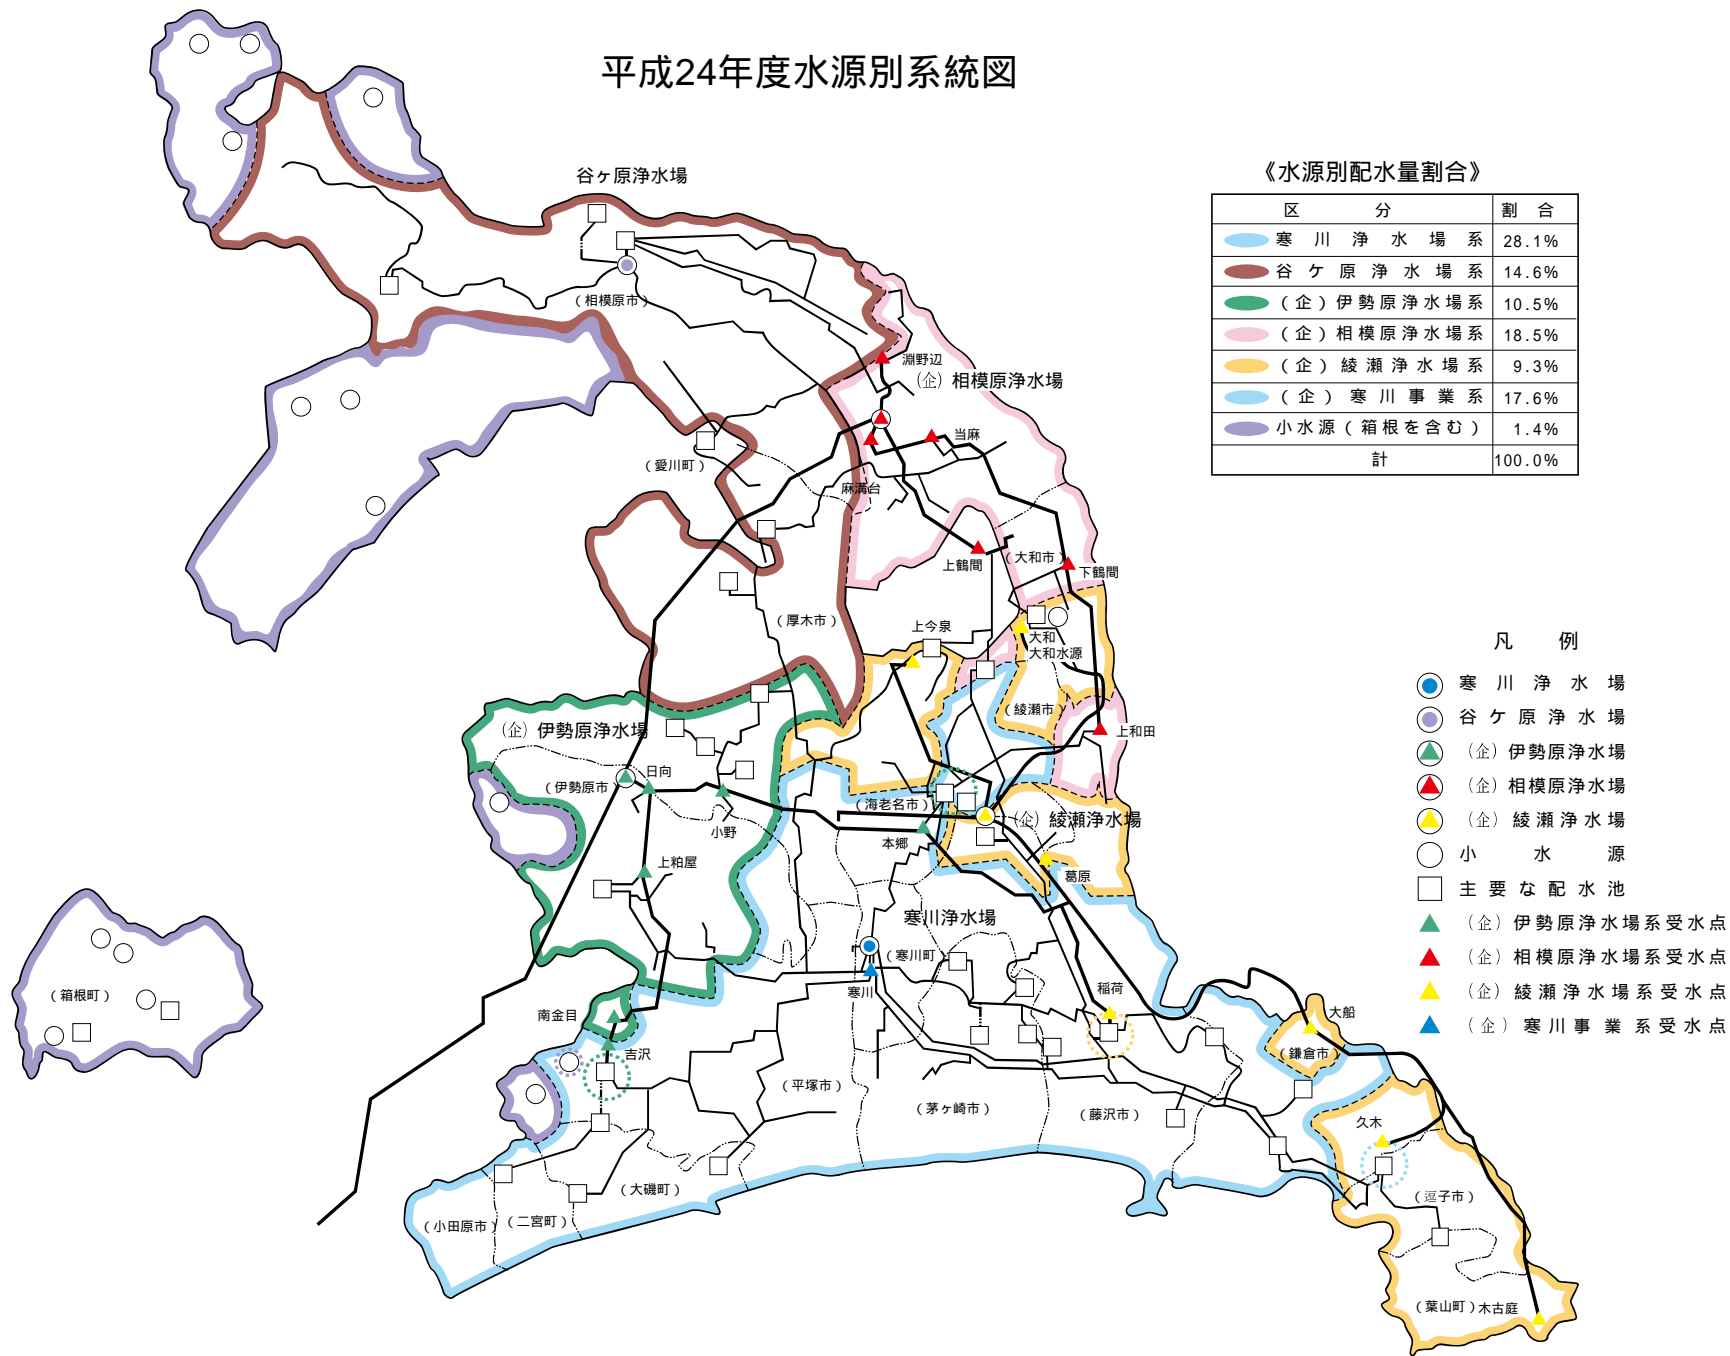 平成24年度水源別系統図
《水源別配水量割合》
区分 割合
寒川浄水場系 28.1%
谷ケ原浄水場系 14.6%
(企)伊勢原浄水場系 10.5%
(企)相模原浄水場系 18.5%
(企)綾瀬浄水場系 9.3%
(企)寒川事業系 17.6%
小水源(箱根を含む) 1.4%
計 100.0%
谷ヶ原浄水場
(相模原市)
淵野辺
(企)相模原浄水場
当麻
(愛川町)
麻溝台
上鶴間
(大和市)
下鶴間
(厚木市)
上今泉
大和
大和水源
(綾瀬市)
上和田
(企)伊勢原浄水場
日向
(伊勢原市)
小野
(海老名市)
(企)綾瀬浄水場
本郷
上粕屋
葛原
寒川浄水場
(寒川町)
寒川
稲荷
(箱根町)
南金目
吉沢
大船
(鎌倉市)
(平塚市)
(茅ヶ崎市)
(藤沢市)
久木
(大磯町)
(逗子市)
(小田原市)
(二宮町)
(葉山町)
木古庭
凡例
寒川浄水場
谷ケ原浄水場
(企)伊勢原浄水場
(企)相模原浄水場
(企)綾瀬浄水場
小水源
主要な配水池
(企)伊勢原浄水場系受水点
(企)相模原浄水場系受水点
(企)綾瀬浄水場系受水点
(企)寒川事業系受水点